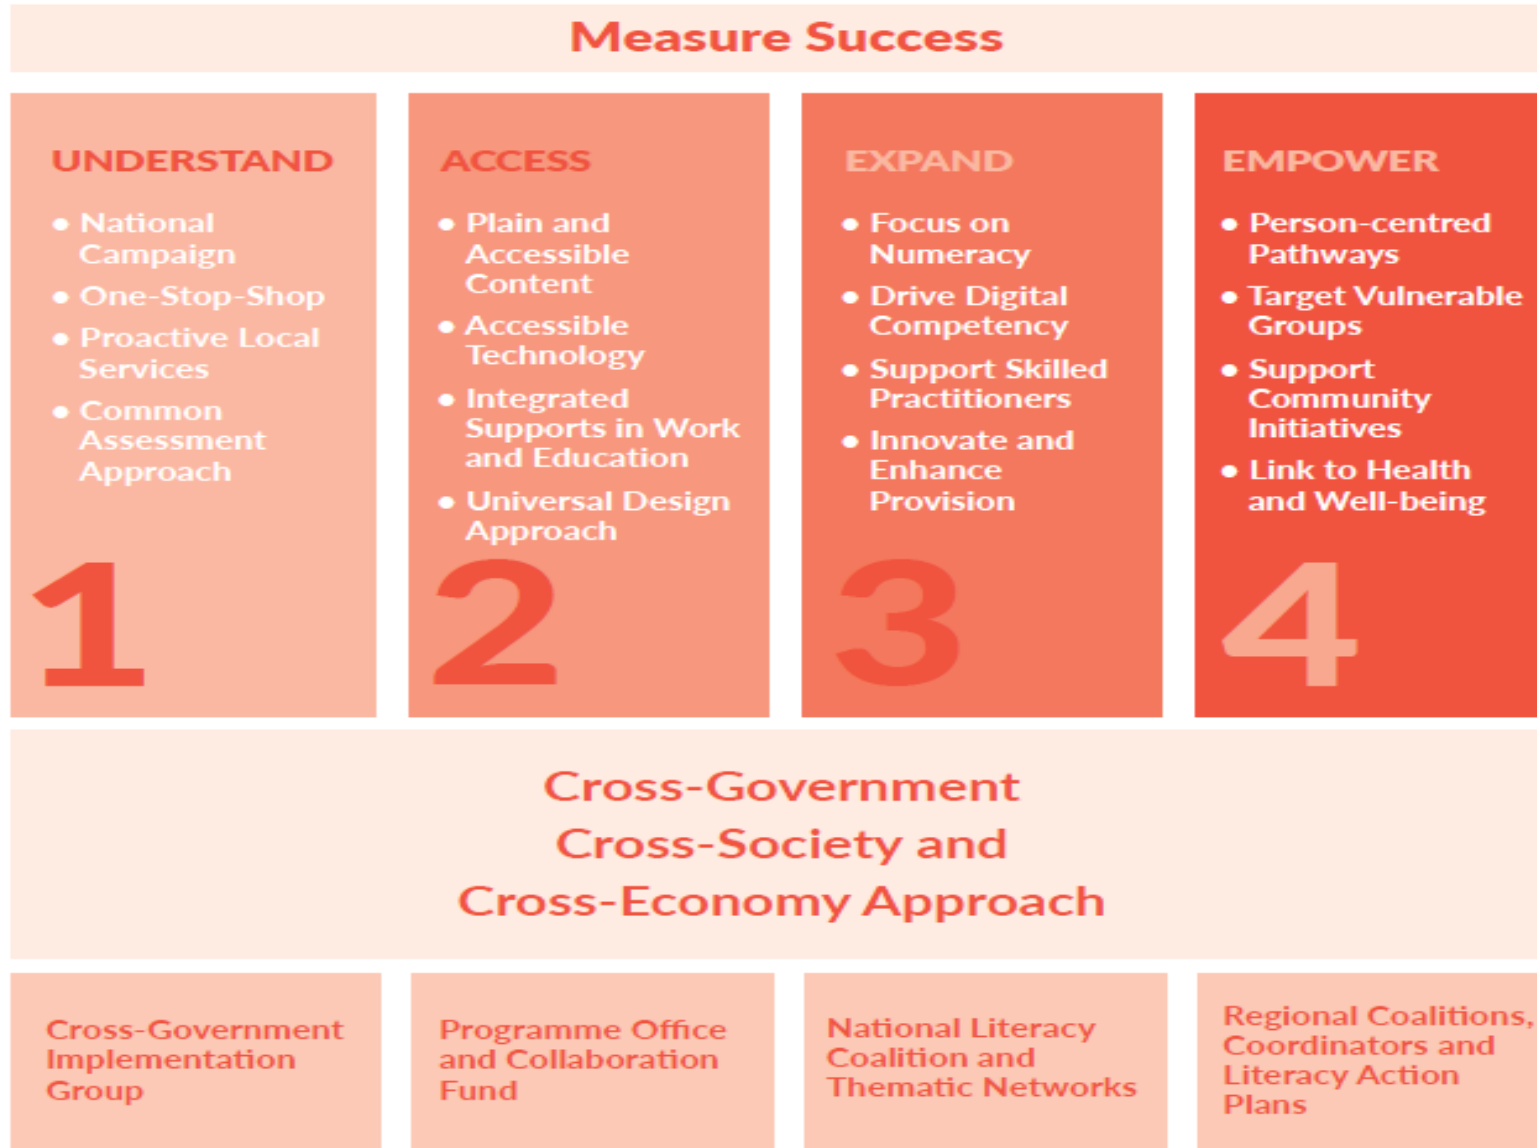 Measure Success
UNDERSTAND
• National
Campaign
• One-Stop-Shop
• Proactive Local
Services
• Common
Assessment
Approach
1
ACCESS
• Plain and
Accessible
Content
• Accessible
Technology
• Integrated
Supports in Work
and Education
• Universal Design
Approach
2
EXPAND
• Focus on
Numeracy
• Drive Digital
Competency
• Support Skilled
Practitioners
• Innovate and
Enhance
Provision
3
EMPOWER
• Person-centred
Pathways
• Target Vulnerable
Groups
• Support
Community
Initiatives
• Link to Health
and Well-being
4
Cross-Government
Cross-Society and
Cross-Economy Approach
Cross-Government
Implementation
Group
Programme Office
and Collaboration
Fund
National Literacy
Coalition and
Thematic Networks
Regional Coalitions,
Coordinators and
Literacy Action
Plans